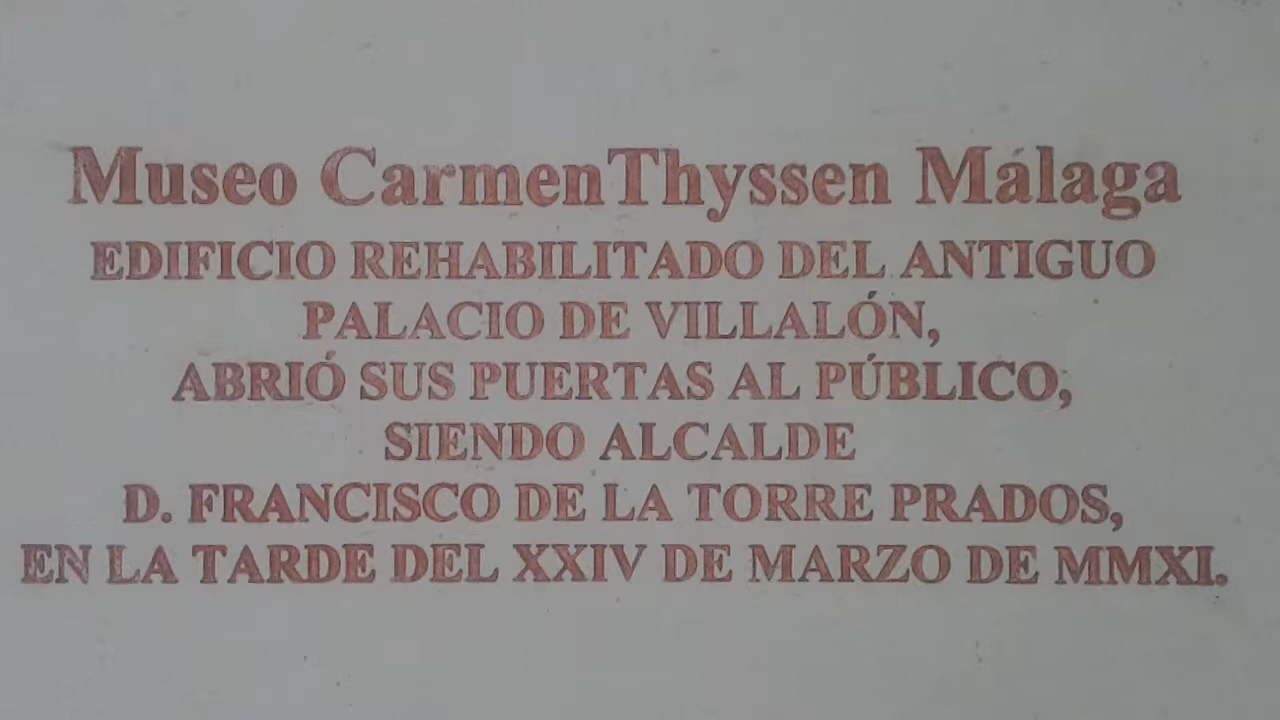 Museo CarmenThyssen Málaga
EDIFICIO REHABILITADO DEL ANTIGUO
PALACIO DE VILLALÓN,
ABRIÓ SUS PUERTAS AL PÚBLICO,
SIENDO ALCALDE
D. FRANCISCO DE LA TORRE PRADOS,
EN LA TARDE DEL XXIV DE MARZO DE MMXI.